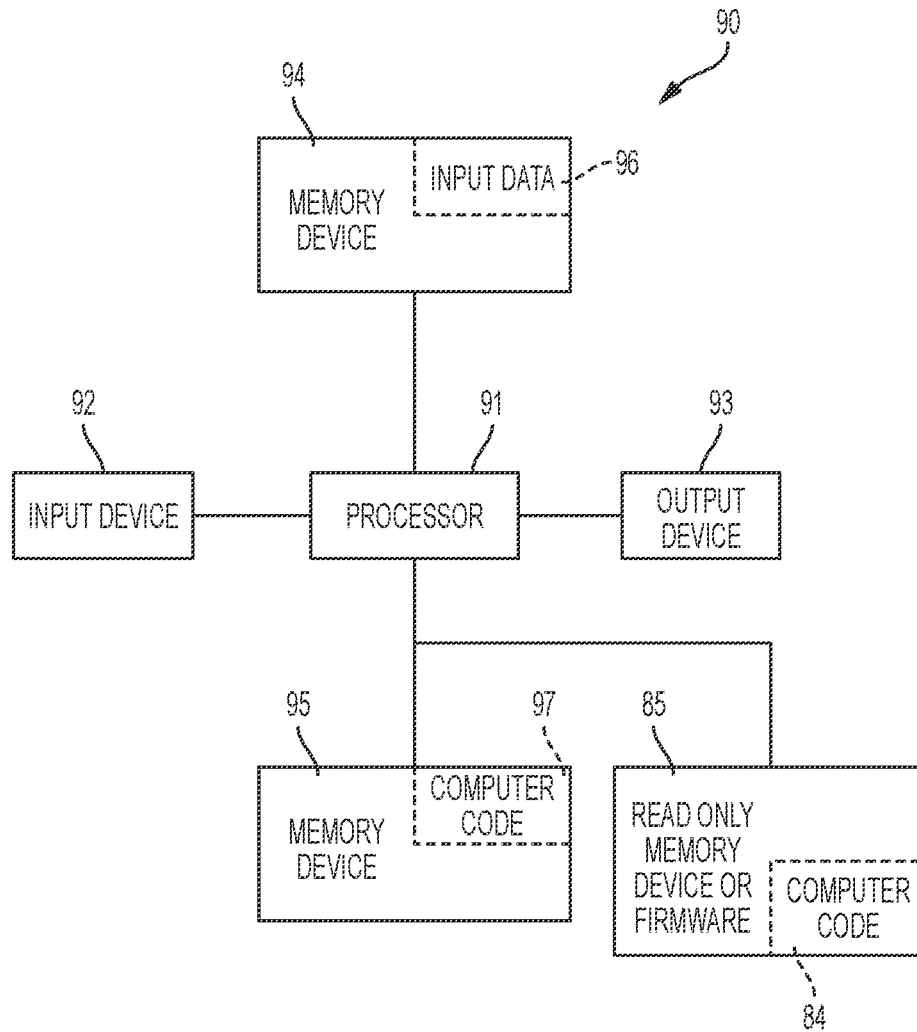 90
94
INPUT DATA
96
MEMORY
DEVICE
92
91
93
INPUT DEVICE
PROCESSOR
OUTPUT
DEVICE
95
97
85
COMPUTER
CODE
MEMORY
DEVICE
READ ONLY
MEMORY
DEVICE OR
FIRMWARE
COMPUTER
CODE
84